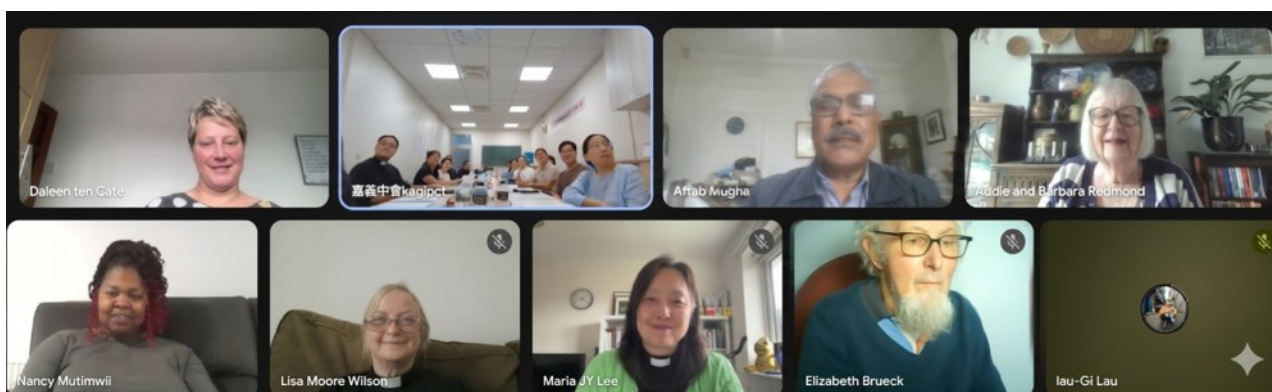 Daleen ten Cate
嘉義中會kagipct
Aftab Mugha
Addie and Barbara Redmond
Nancy Mutimwii
Lisa Moore Wilson
Maria JY Lee
Elizabeth Brueck
Iau-Gi Lau